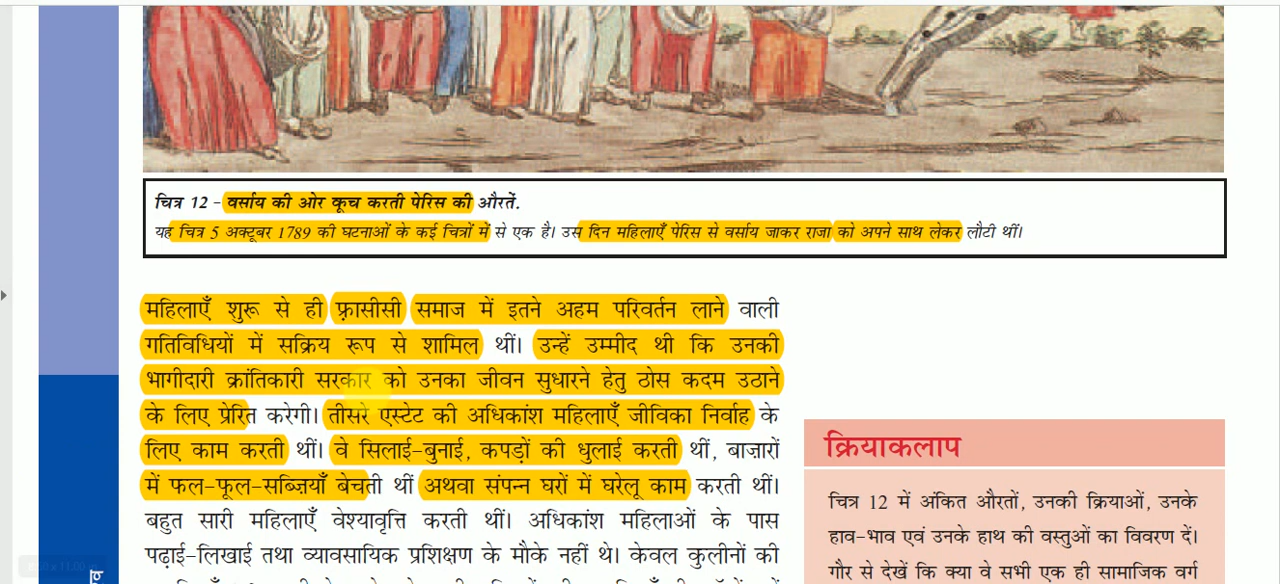 चित्र 12 – वर्साय की ओर कूच करती पेरिस की औरतें.
यह चित्र 5 अक्टूबर 1789 की घटनाओं के कई चित्रों में से एक है। उस दिन महिलाएँ पेरिस से वर्साय जाकर राजा को अपने साथ लेकर लौटी थीं।
महिलाएँ शुरू से ही फ़्रांसीसी समाज में इतने अहम परिवर्तन लाने वाली
गतिविधियों में सक्रिय रूप से शामिल थीं। उन्हें उम्मीद थी कि उनकी
भागीदारी क्रांतिकारी सरकार को उनका जीवन सुधारने हेतु ठोस कदम उठाने
के लिए प्रेरित करेगी। तीसरे एस्टेट की अधिकांश महिलाएँ जीविका निर्वाह के
लिए काम करती थीं। वे सिलाई-बुनाई, कपड़ों की धुलाई करती थीं, बाज़ारों
में फल-फूल-सब्ज़ियाँ बेचती थीं अथवा संपन्न घरों में घरेलू काम करती थीं।
बहुत सारी महिलाएँ वेश्यावृत्ति करती थीं। अधिकांश महिलाओं के पास
पढ़ाई-लिखाई तथा व्यावसायिक प्रशिक्षण के मौके नहीं थे। केवल कुलीनों की
क्रियाकलाप
चित्र 12 में अंकित औरतों, उनकी क्रियाओं, उनके
हाव-भाव एवं उनके हाथ की वस्तुओं का विवरण दें।
गौर से देखें कि क्या वे सभी एक ही सामाजिक वर्ग